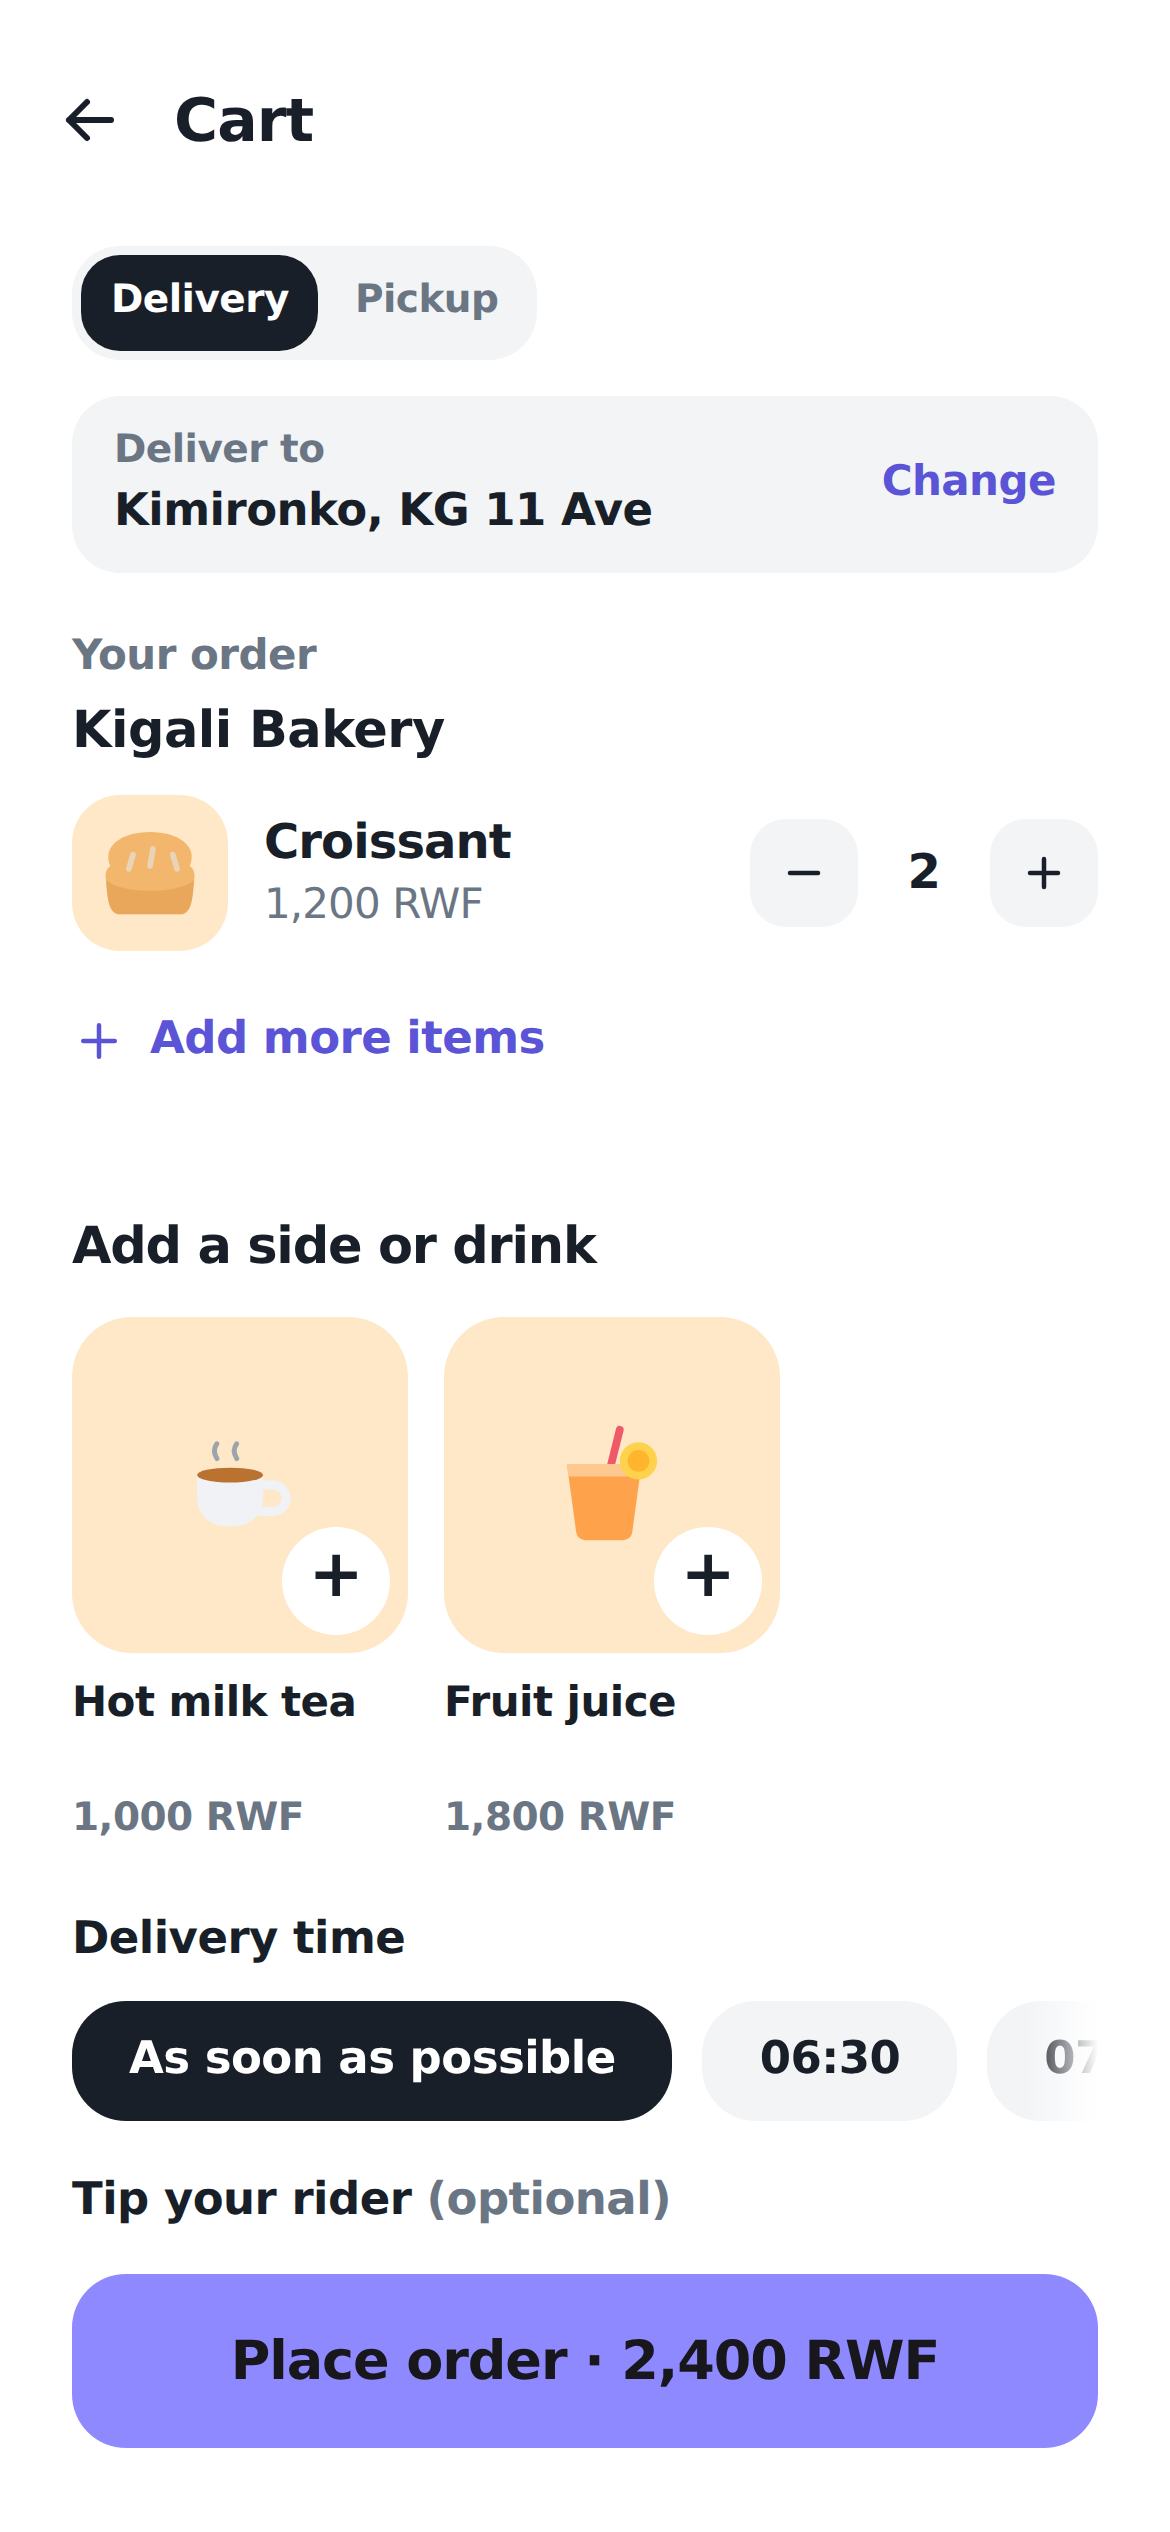 Cart
Delivery
Pickup
Deliver to
Kimironko, KG 11 Ave
Change
Your order
Kigali Bakery
Croissant
1,200 RWF
2
Add more items
Add a side or drink
Hot milk tea
Fruit juice
1,000 RWF
1,800 RWF
Delivery time
As soon as possible
06:30
Tip your rider (optional)
Place order · 2,400 RWF